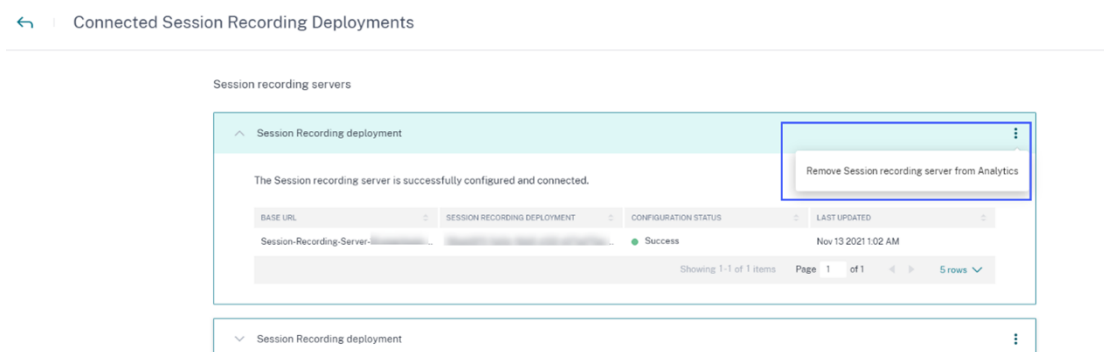 Connected Session Recording Deployments
Session recording servers
Session Recording deployment
Remove Session recording server from Analytics
The Session recording server is successfully configured and connected.
BASE URL SESSION RECORDING DEPLOYMENT CONFIGURATION STATUS LAST UPDATED
Session-Recording-Server- ... ... Success Nov 13 2021 1:02 AM
Showing 1-1 of 1 items Page 1 of 1 5 rows
Session Recording deployment